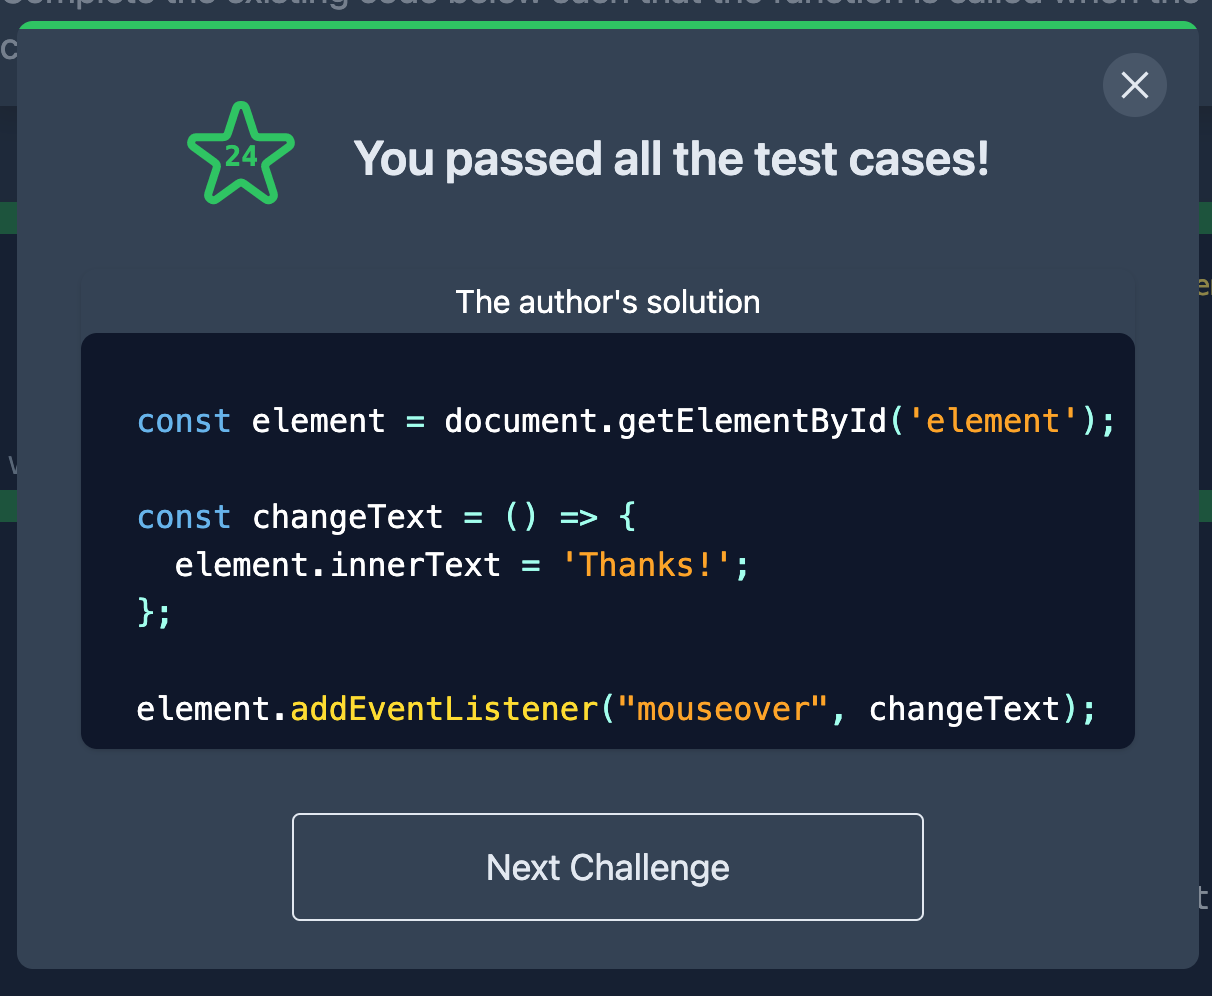 24
You passed all the test cases!
The author's solution
const element = document.getElementById('element');
const changeText = () => {
  element.innerText = 'Thanks!';
};
element.addEventListener("mouseover", changeText);
Next Challenge